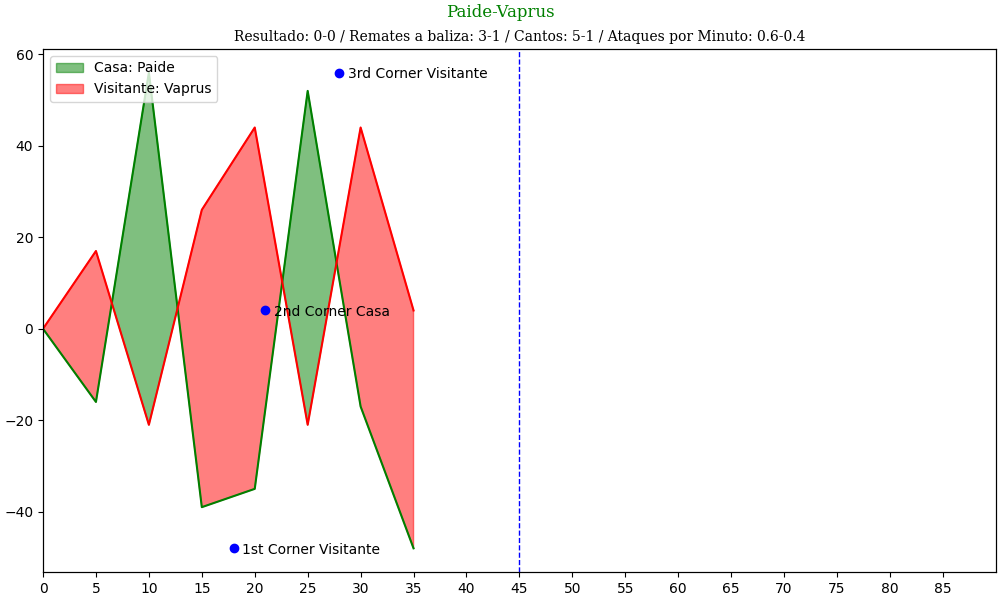 Paide-Vaprus
Resultado: 0-0 / Remates a baliza: 3-1 / Cantos: 5-1 / Ataques por Minuto: 0.6-0.4
Casa: Paide
Visitante: Vaprus
3rd Corner Visitante
2nd Corner Casa
1st Corner Visitante
60
40
20
0
−20
−40
0 5 10 15 20 25 30 35 40 45 50 55 60 65 70 75 80 85